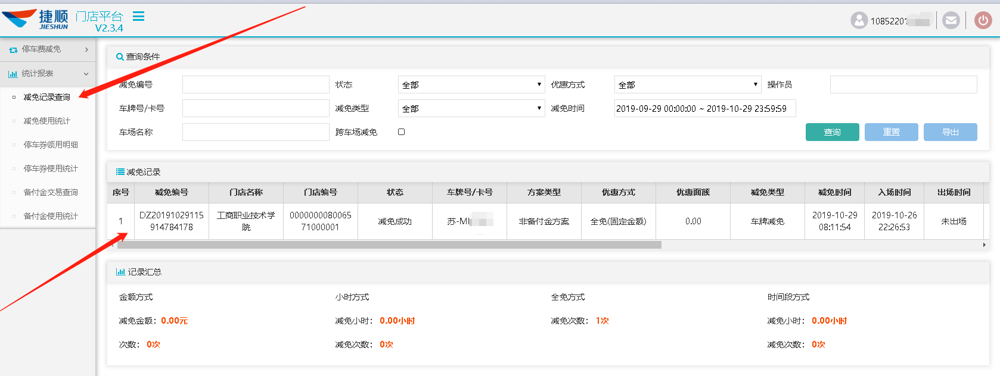 捷顺
JIESHUN
门店平台
V2.3.4
10852201
停车费减免
统计报表
减免记录查询
减免使用统计
停车券领用明细
停车券使用统计
备付金交易查询
备付金使用统计
查询条件
减免编号 状态 全部 优惠方式 全部 操作员
车牌号/卡号 减免类型 全部 减免时间 2019-09-29 00:00:00 ~ 2019-10-29 23:59:59
车场名称 跨车场减免 查询 重置 导出
减免记录
序号 减免编号 门店名称 门店编号 状态 车牌号/卡号 方案类型 优惠方式 优惠面额 减免类型 减免时间 入场时间 出场时间
1 DZ20191029115 工商职业技术学 0000000080065 减免成功 苏-M 非备付金方案 全免(固定金额) 0.00 车牌减免 2019-10-29 2019-10-26 未出场
914784178 院 71000001 08:11:54 22:26:53
记录汇总
金额方式 小时方式 全免方式 时间段方式
减免金额： 0.00元 减免小时： 0.00小时 减免次数： 1次 减免小时： 0.00小时
次数： 0次 减免次数： 0次 减免次数： 0次